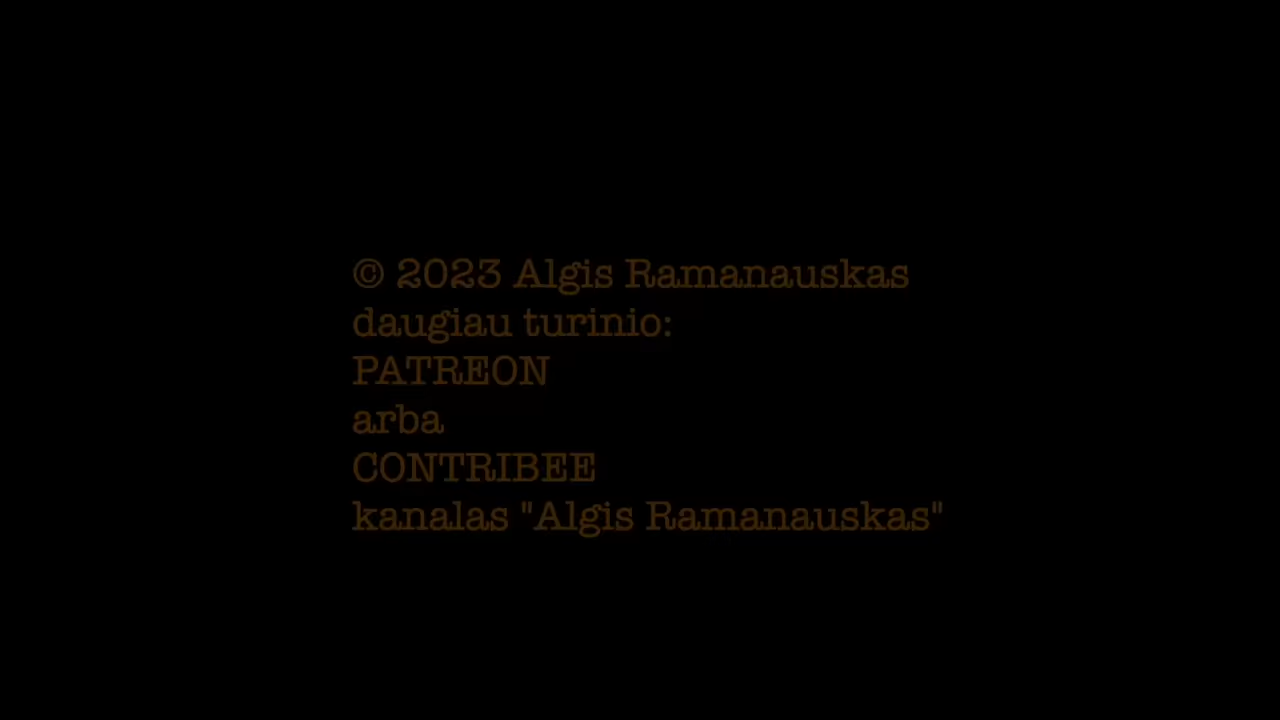 © 2023 Algis Ramanauskas
daugiau turinio:
PATREON
arba
CONTRIBEE
kanalas "Algis Ramanauskas"